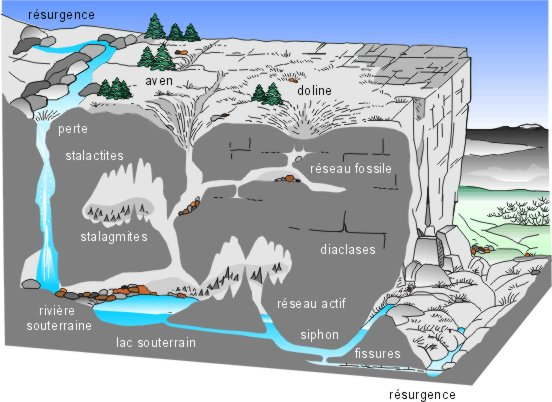 résurgence
aven
doline
perte
stalactites
réseau fossile
stalagmites
diaclases
réseau actif
rivière
souterraine
siphon
lac souterrain
fissures
résurgence